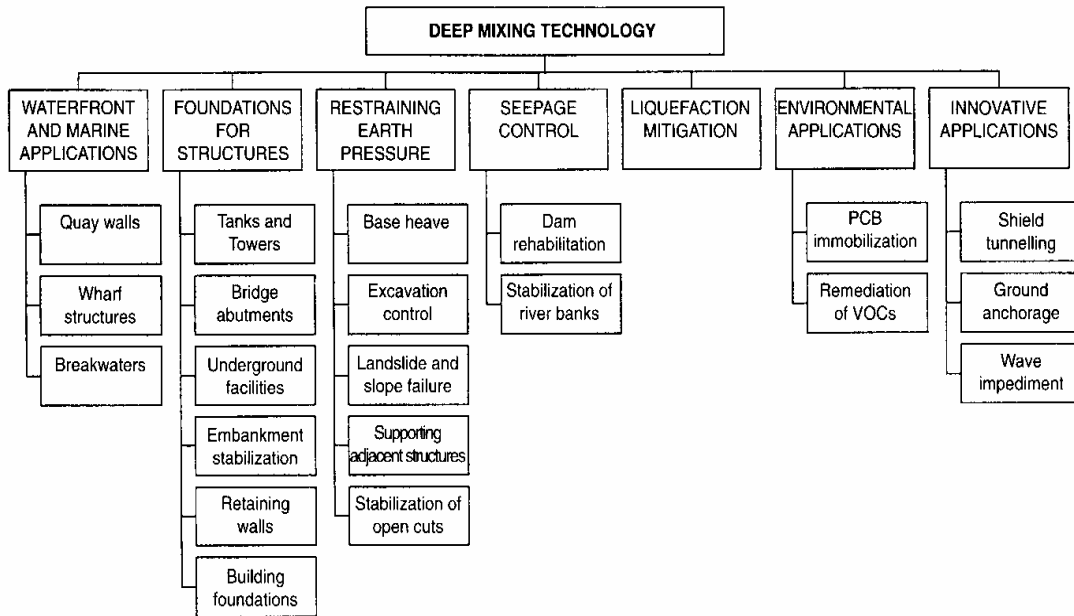 DEEP MIXING TECHNOLOGY
WATERFRONT
AND MARINE
APPLICATIONS
Quay walls
Wharf
structures
Breakwaters
FOUNDATIONS
FOR
STRUCTURES
Tanks and
Towers
Bridge
abutments
Underground
facilities
Embankment
stabilization
Retaining
walls
Building
foundations
RESTRAINING
EARTH
PRESSURE
Base heave
Excavation
control
Landslide and
slope failure
Supporting
adjacent structures
Stabilization of
open cuts
SEEPAGE
CONTROL
Dam
rehabilitation
Stabilization of
river banks
LIQUEFACTION
MITIGATION
ENVIRONMENTAL
APPLICATIONS
PCB
immobilization
Remediation
of VOCs
INNOVATIVE
APPLICATIONS
Shield
tunnelling
Ground
anchorage
Wave
impediment